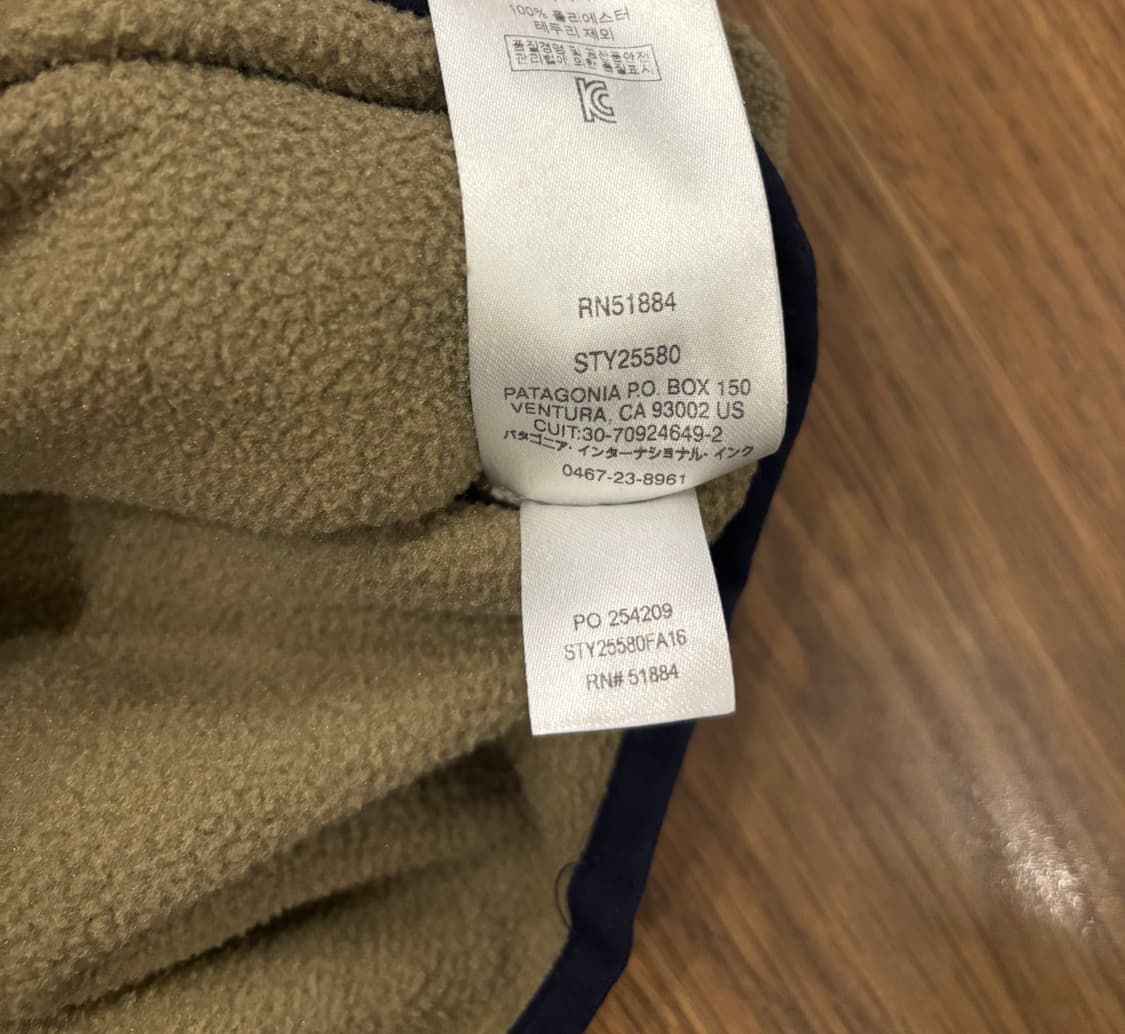 100% 폴리에스터
테두리 제외
품질경영 및 공산품안전
관리법에 의한 품질표시
KC
RN51884
STY25580
PATAGONIA P.O. BOX 150
VENTURA, CA 93002 US
CUIT:30-70924649-2
パタゴニア・インターナショナル・インク
0467-23-8961
PO 254209
STY25580FA16
RN# 51884